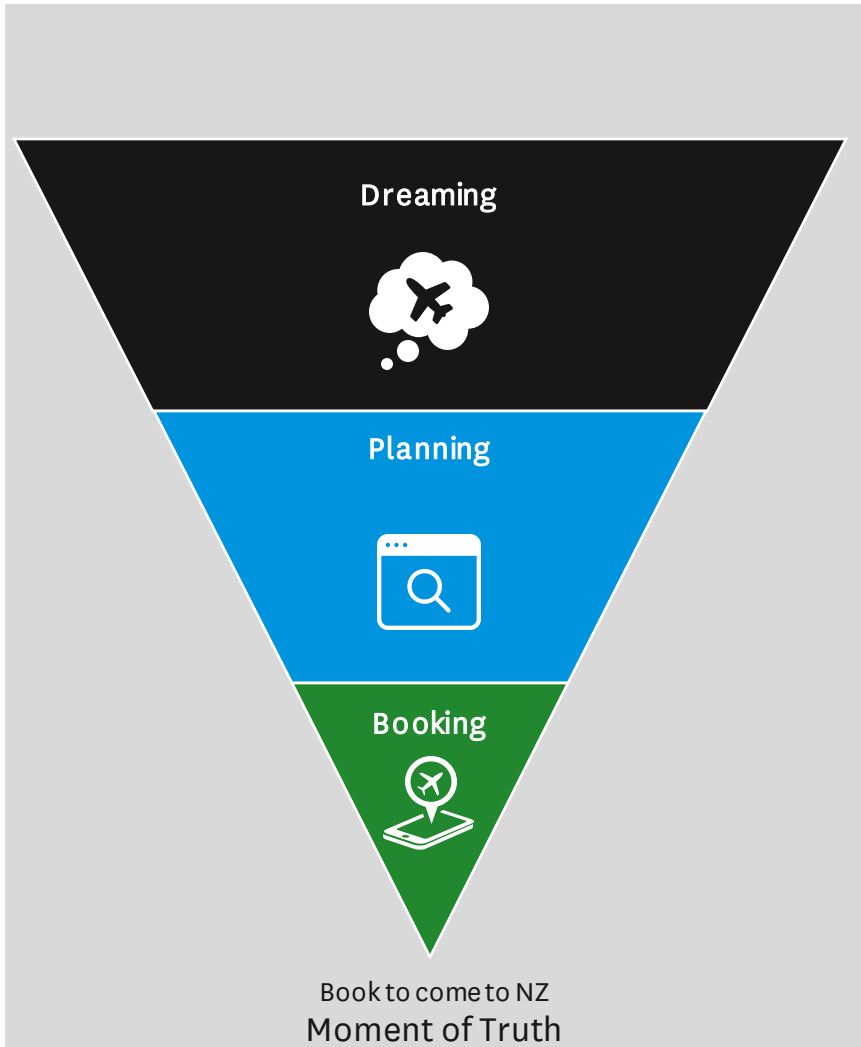 Dreaming
Planning
Booking
Book to come to NZ
Moment of Truth